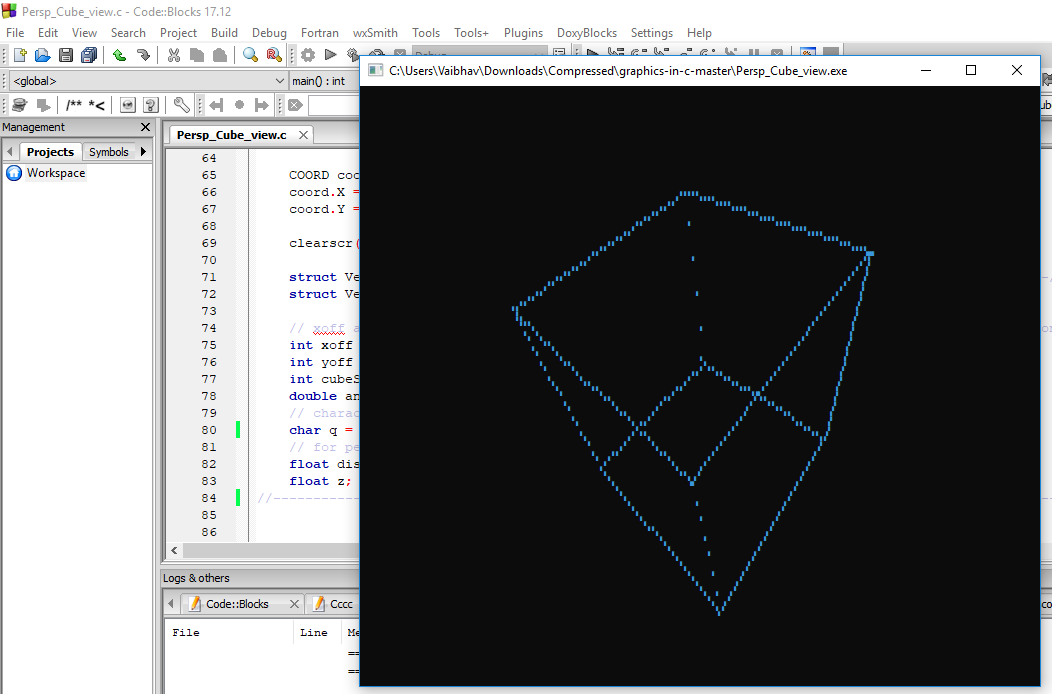 Persp_Cube_view.c - Code::Blocks 17.12
File Edit View Search Project Build Debug Fortran wxSmith Tools Tools+ Plugins DoxyBlocks Settings Help
C:\Users\Vaibhav\Downloads\Compressed\graphics-in-c-master\Persp_Cube_view.exe
<global> main() : int
/** *<
Management
Persp_Cube_view.c
Projects Symbols
Workspace
64
65 COORD coo
66 coord.X =
67 coord.Y =
68
69 clearscr(
70
71 struct Ve
72 struct Ve
73
74 // xoff a
75 int xoff
76 int yoff
77 int cubeS
78 double an
79 // charac
80 char q =
81 // for pe
82 float dis
83 float z;
84 //-------------
85
86
Logs & others
Code::Blocks Cccc
File Line Me
==
==